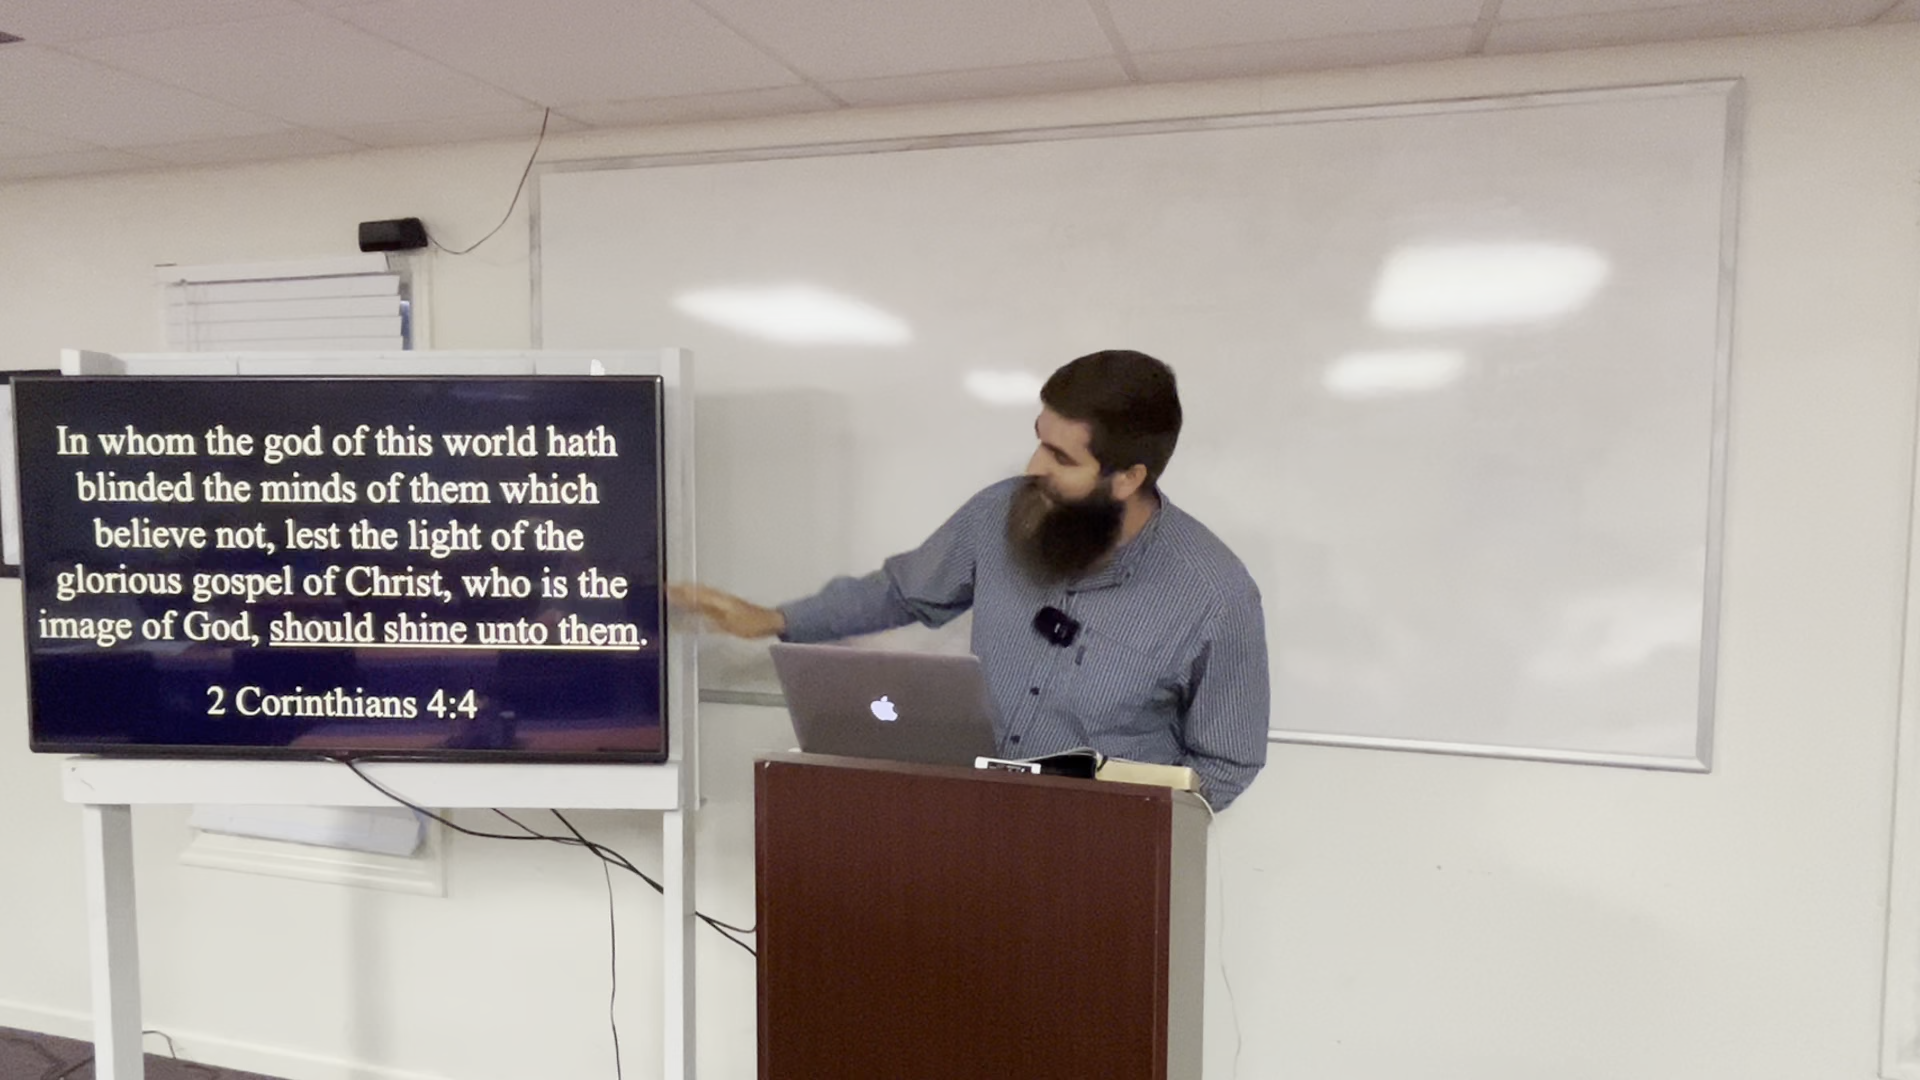 In whom the god of this world hath
blinded the minds of them which
believe not, lest the light of the
glorious gospel of Christ, who is the
image of God, should shine unto them.
2 Corinthians 4:4